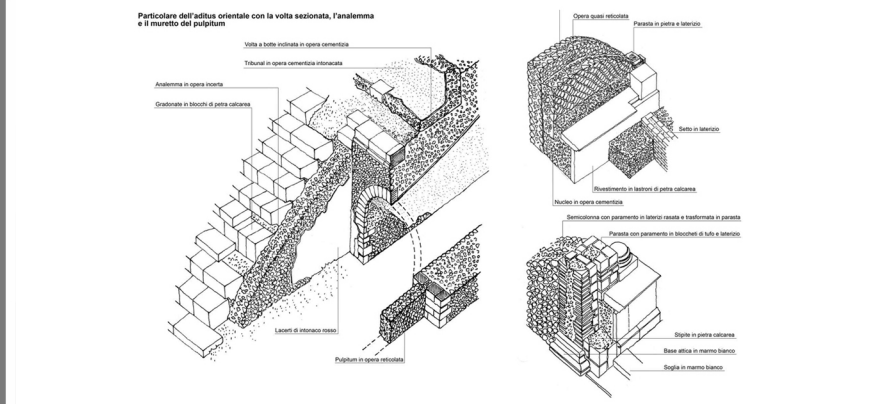 Particolare dell'aditus orientale con la volta sezionata, l'analemma
e il muretto del pulpitum
Volta a botte inclinata in opera cementizia
Tribunal in opera cementizia intonacata
Analemma in opera incerta
Gradonate in blocchi di petra calcarea
Lacerti di intonaco rosso
Pulpitum in opera reticolata
Opera quasi reticolata
Parasta in pietra e laterizio
Setto in laterizio
Rivestimento in lastroni di petra calcarea
Nucleo in opera cementizia
Semicolonna con paramento in laterizi rasata e trasformata in parasta
Parasta con paramento in bloccheti di tufo e laterizio
Stipite in petra calcarea
Base attica in marmo bianco
Soglia in marmo bianco